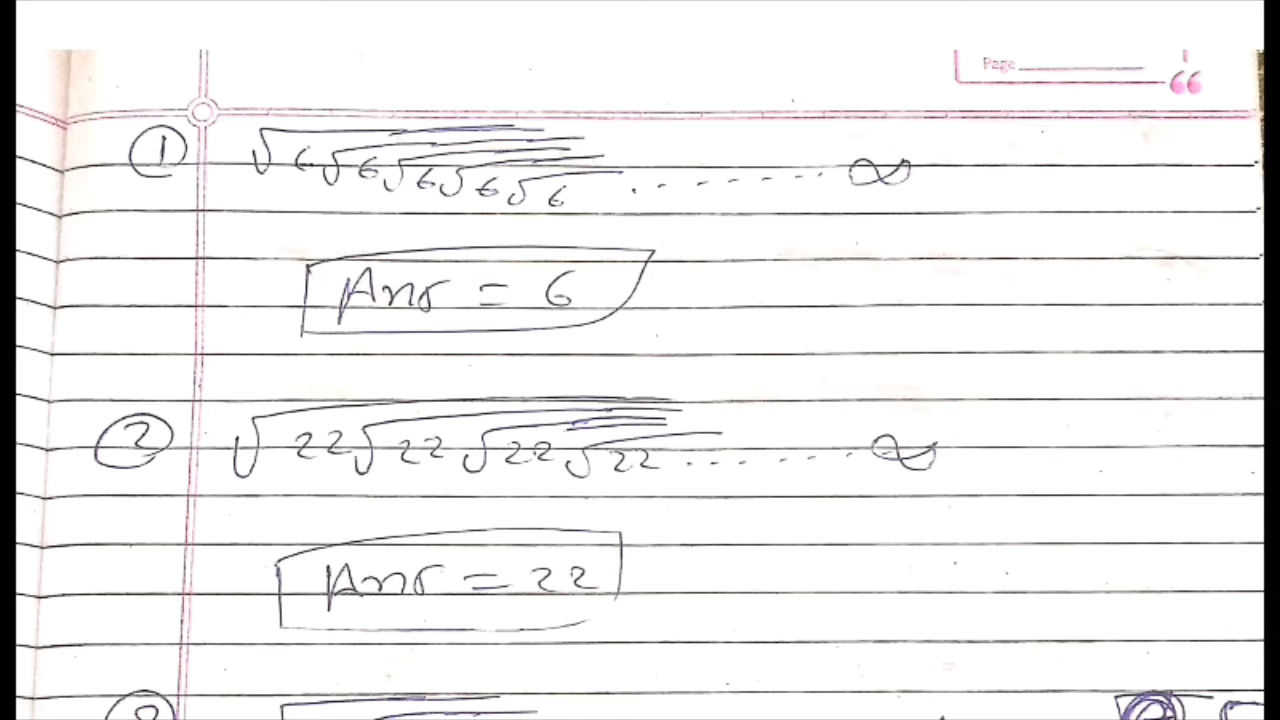 Page
① √6√6√6√6√6 ........ ∞
Ans = 6
② √22√22√22√22 ........ ∞
Ans = 22